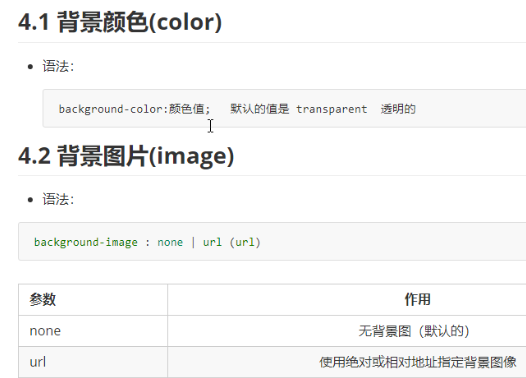 4.1 背景颜色(color)
语法：
background-color:颜色值;   默认的值是 transparent  透明的
4.2 背景图片(image)
语法：
background-image : none | url (url)
参数 作用
none 无背景图（默认的）
url 使用绝对或相对地址指定背景图像